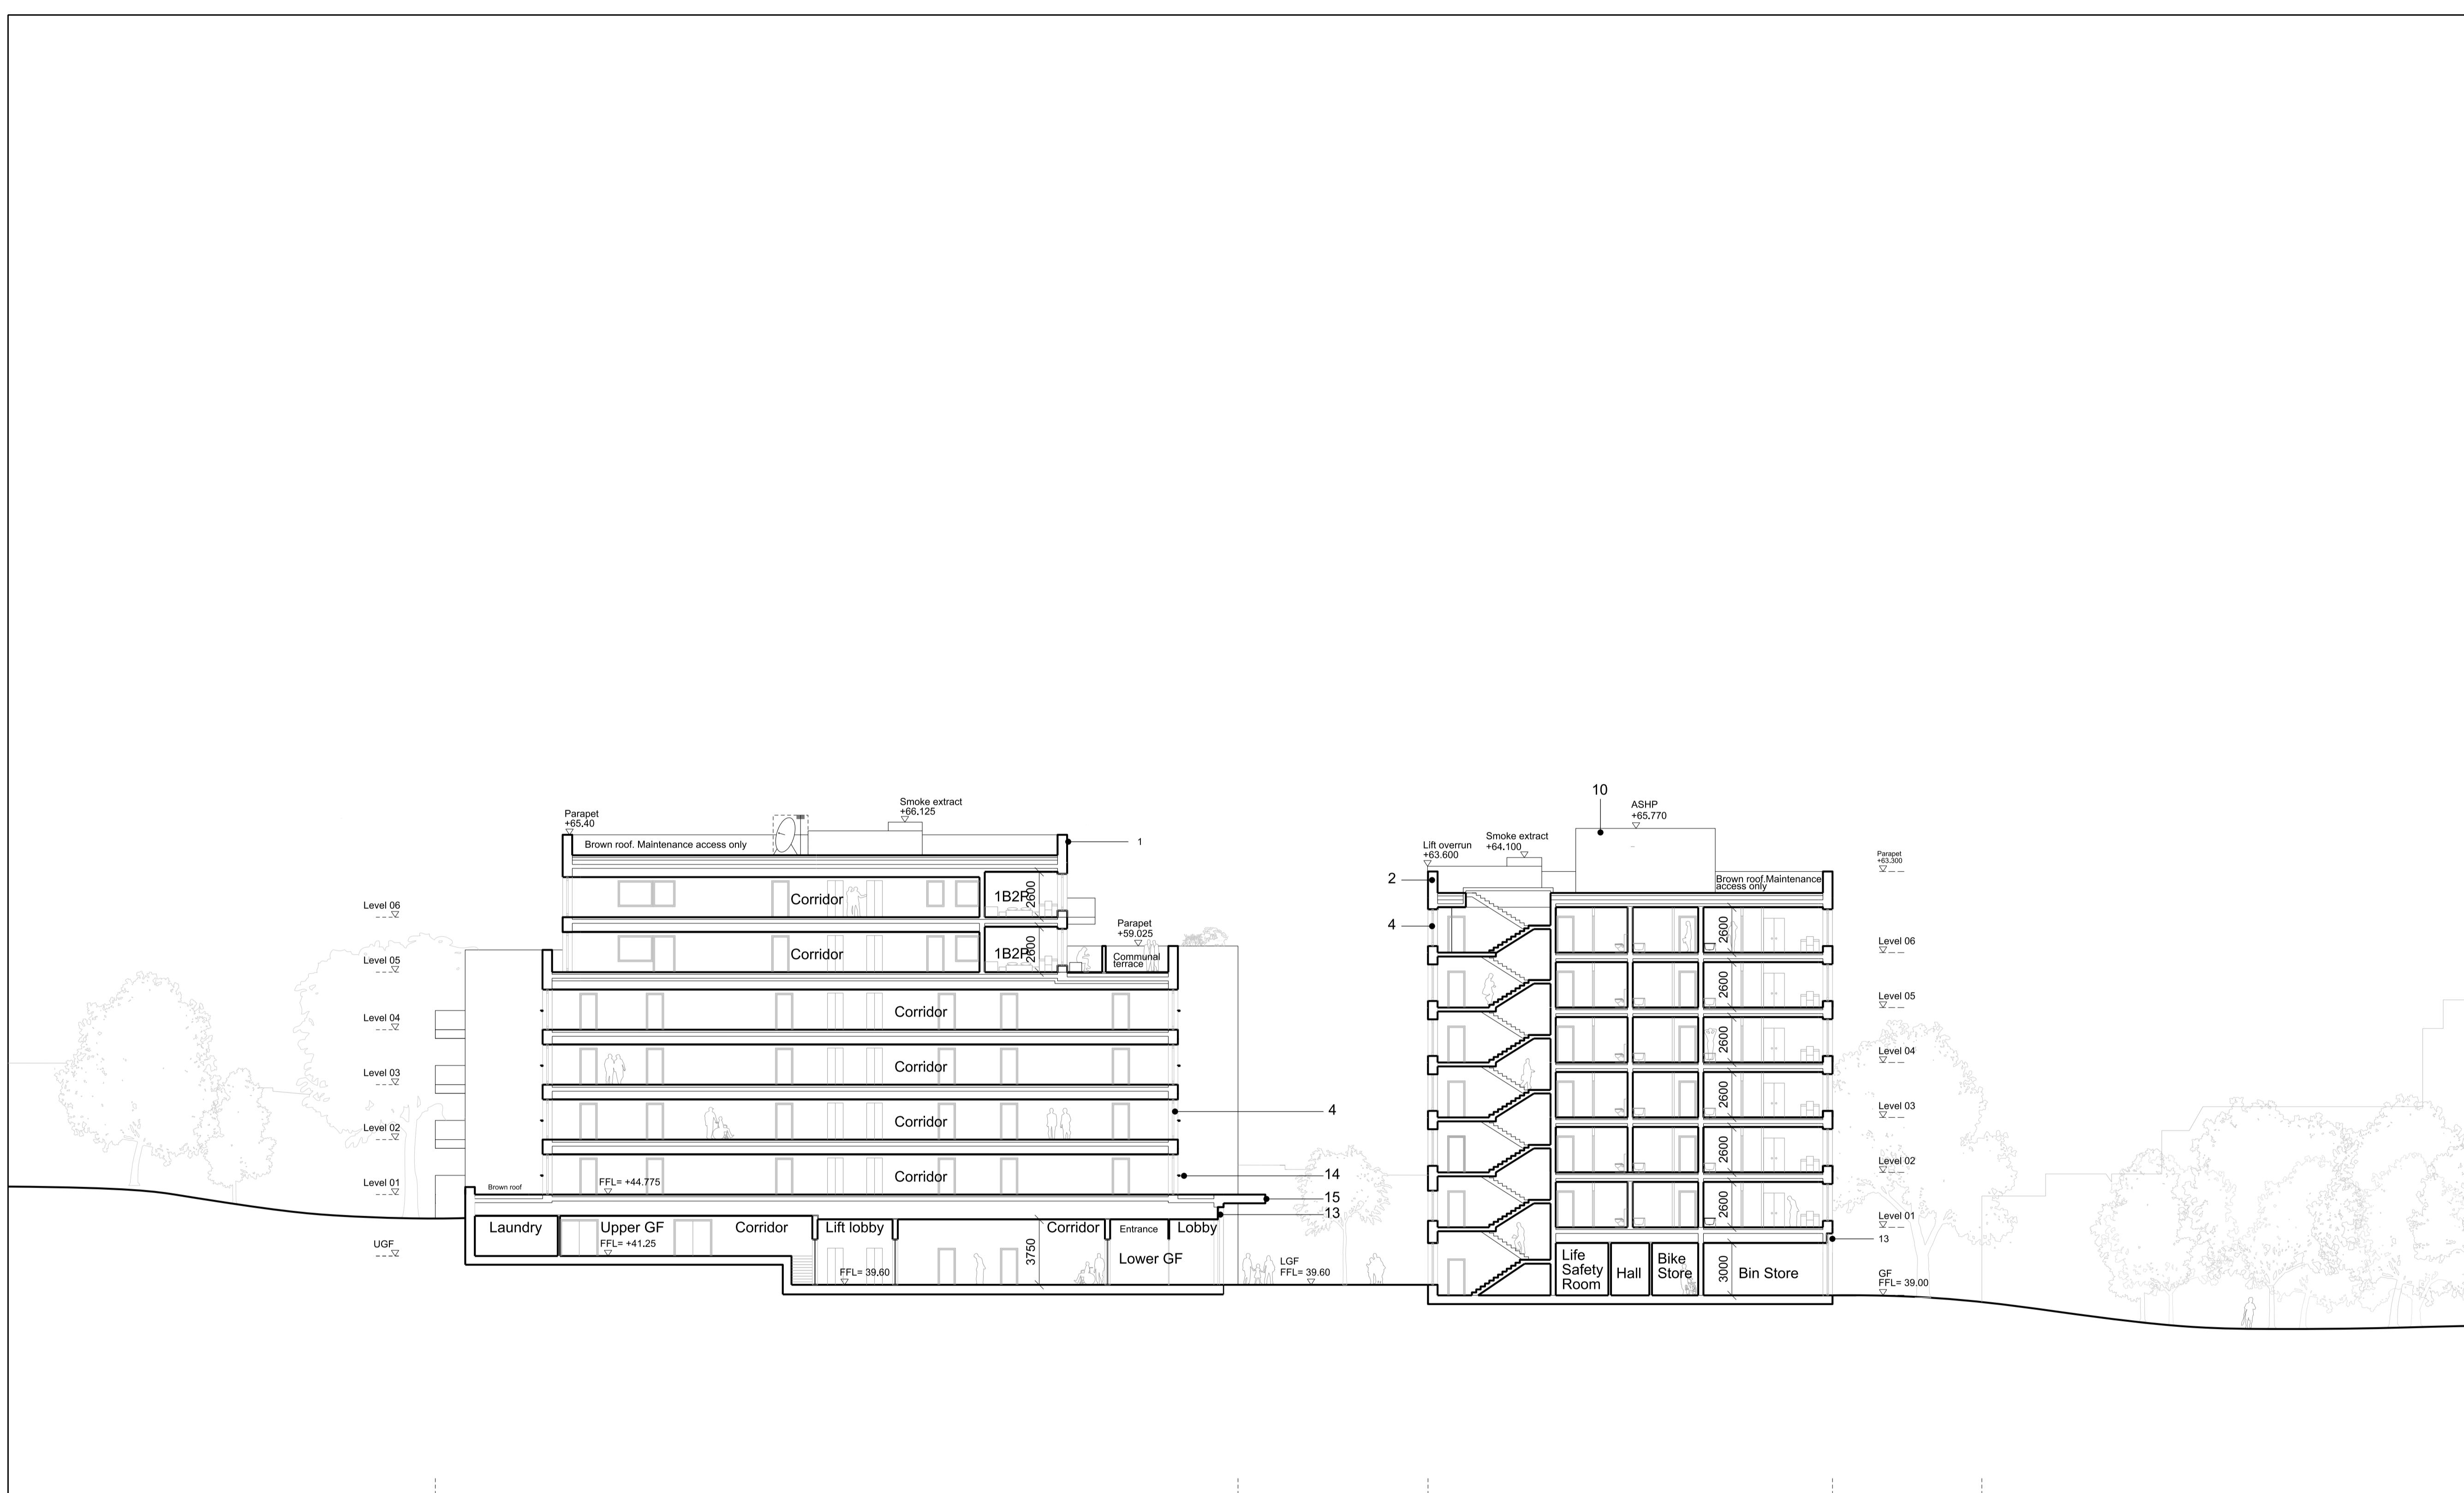 10
ASHP
+65.770
Smoke extract
+66.125
Parapet
+65.40
Brown roof. Maintenance access only
1
Smoke extract
+64.100
Lift overrun
+63.600
Parapet
+63.300
2
Brown roof.Maintenance
access only
Corridor
1B2P
2600
Level 06
4
2600
Parapet
+59.025
Level 06
Corridor
1B2P
2600
Communal
terrace
Level 05
2600
Level 05
Corridor
Level 04
2600
Level 04
Corridor
Level 03
2600
Level 03
4
Corridor
Level 02
2600
Level 02
Corridor
14
FFL= +44.775
Level 01
Brown roof
15
13
2600
Level 01
Laundry
Upper GF
Corridor
Lift lobby
Corridor
Entrance
Lobby
FFL= +41.25
UGF
3750
Lower GF
13
FFL= 39.60
LGF
FFL= 39.60
Life
Safety
Room
Hall
Bike
Store
3000
Bin Store
GF
FFL= 39.00